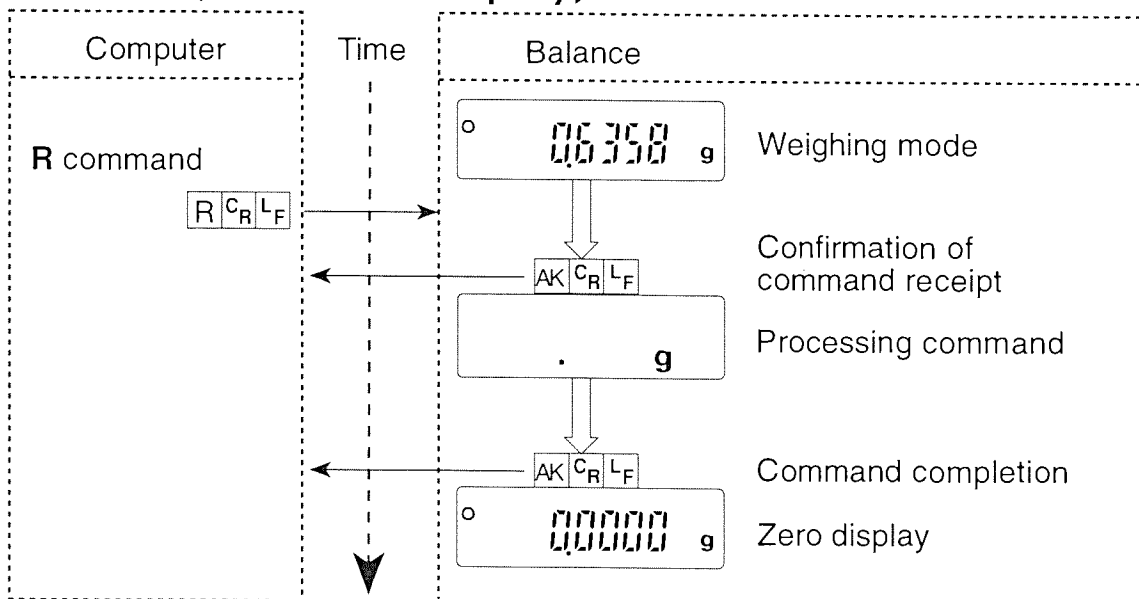 Computer
Time
Balance
R command
0.6358 g
Weighing mode
R CR LF
AK CR LF
Confirmation of
command receipt
. g
Processing command
AK CR LF
Command completion
0.0000 g
Zero display